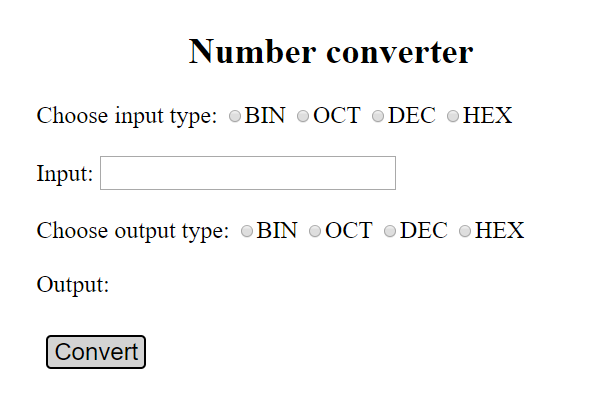 Number converter
Choose input type: BIN OCT DEC HEX
Input:
Choose output type: BIN OCT DEC HEX
Output:
Convert